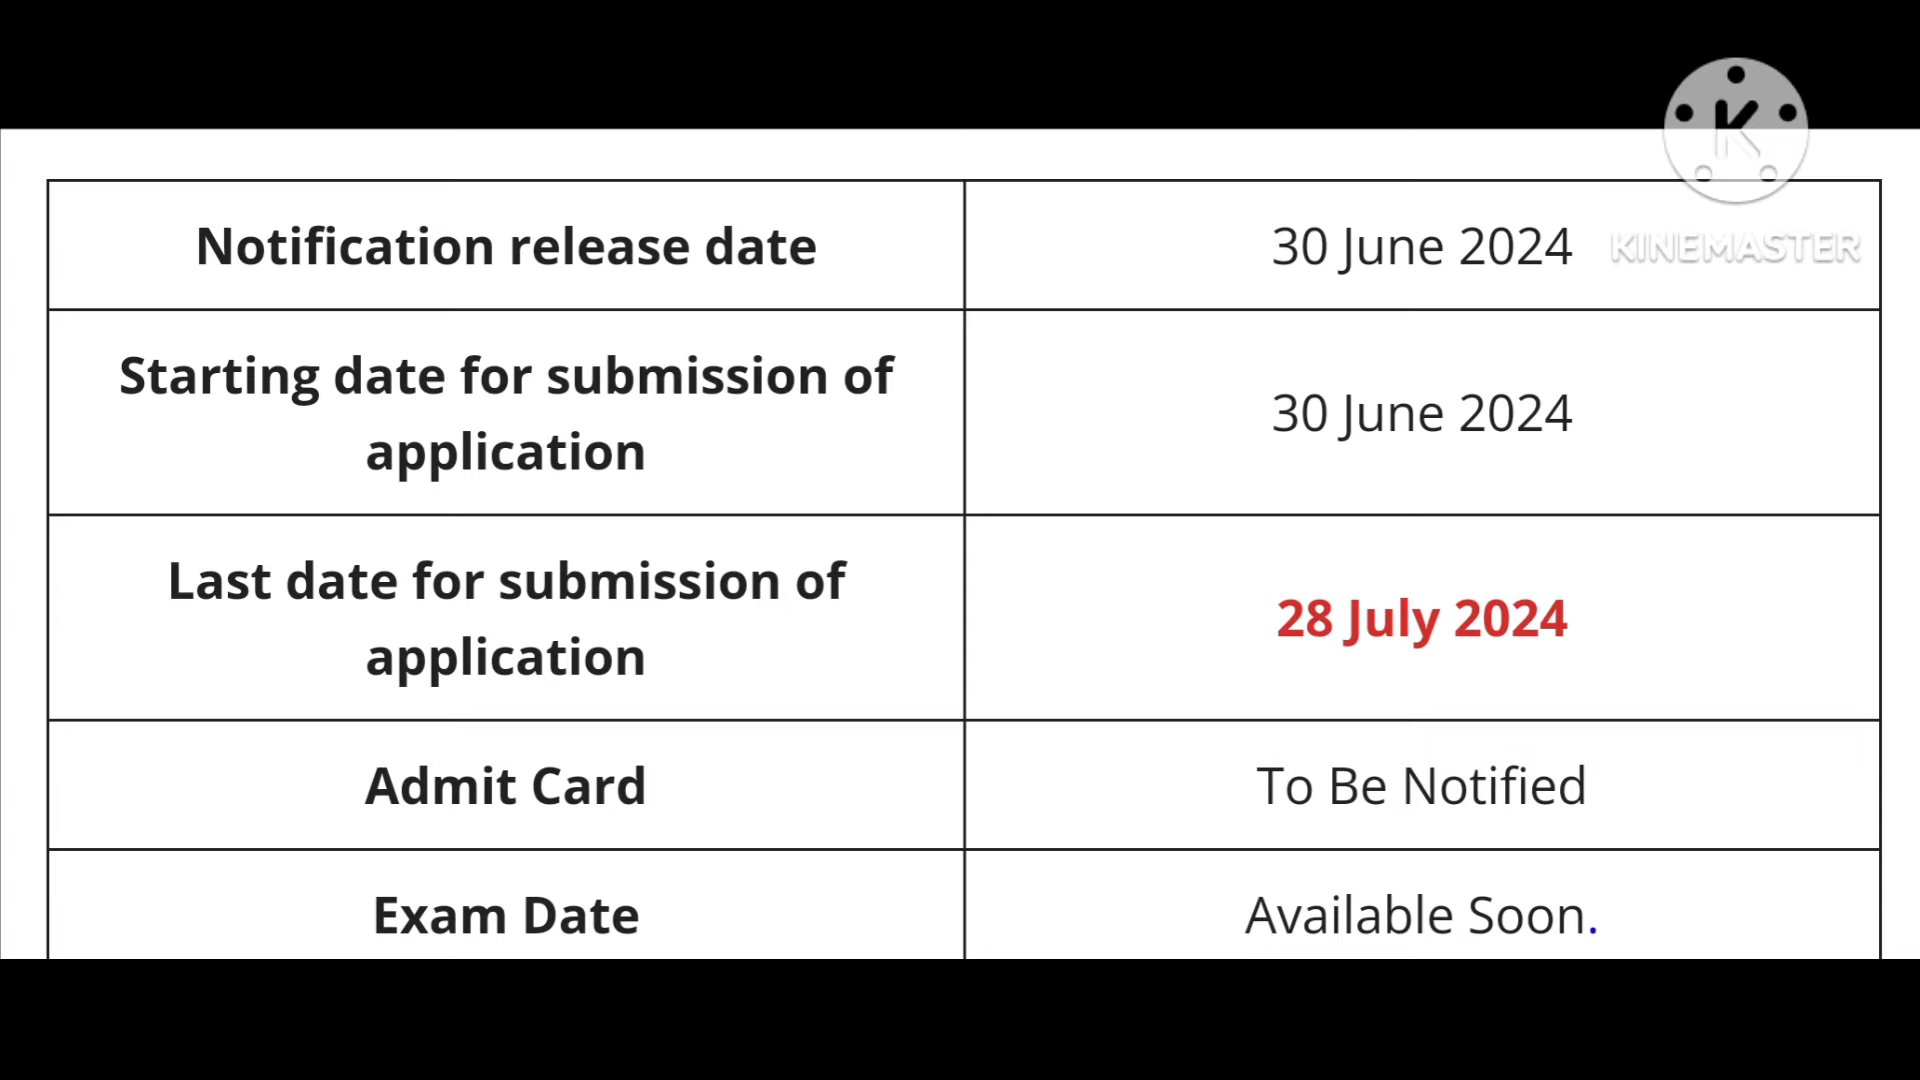 K
KINEMASTER
Notification release date
30 June 2024
Starting date for submission of
application
30 June 2024
Last date for submission of
application
28 July 2024
Admit Card
To Be Notified
Exam Date
Available Soon.